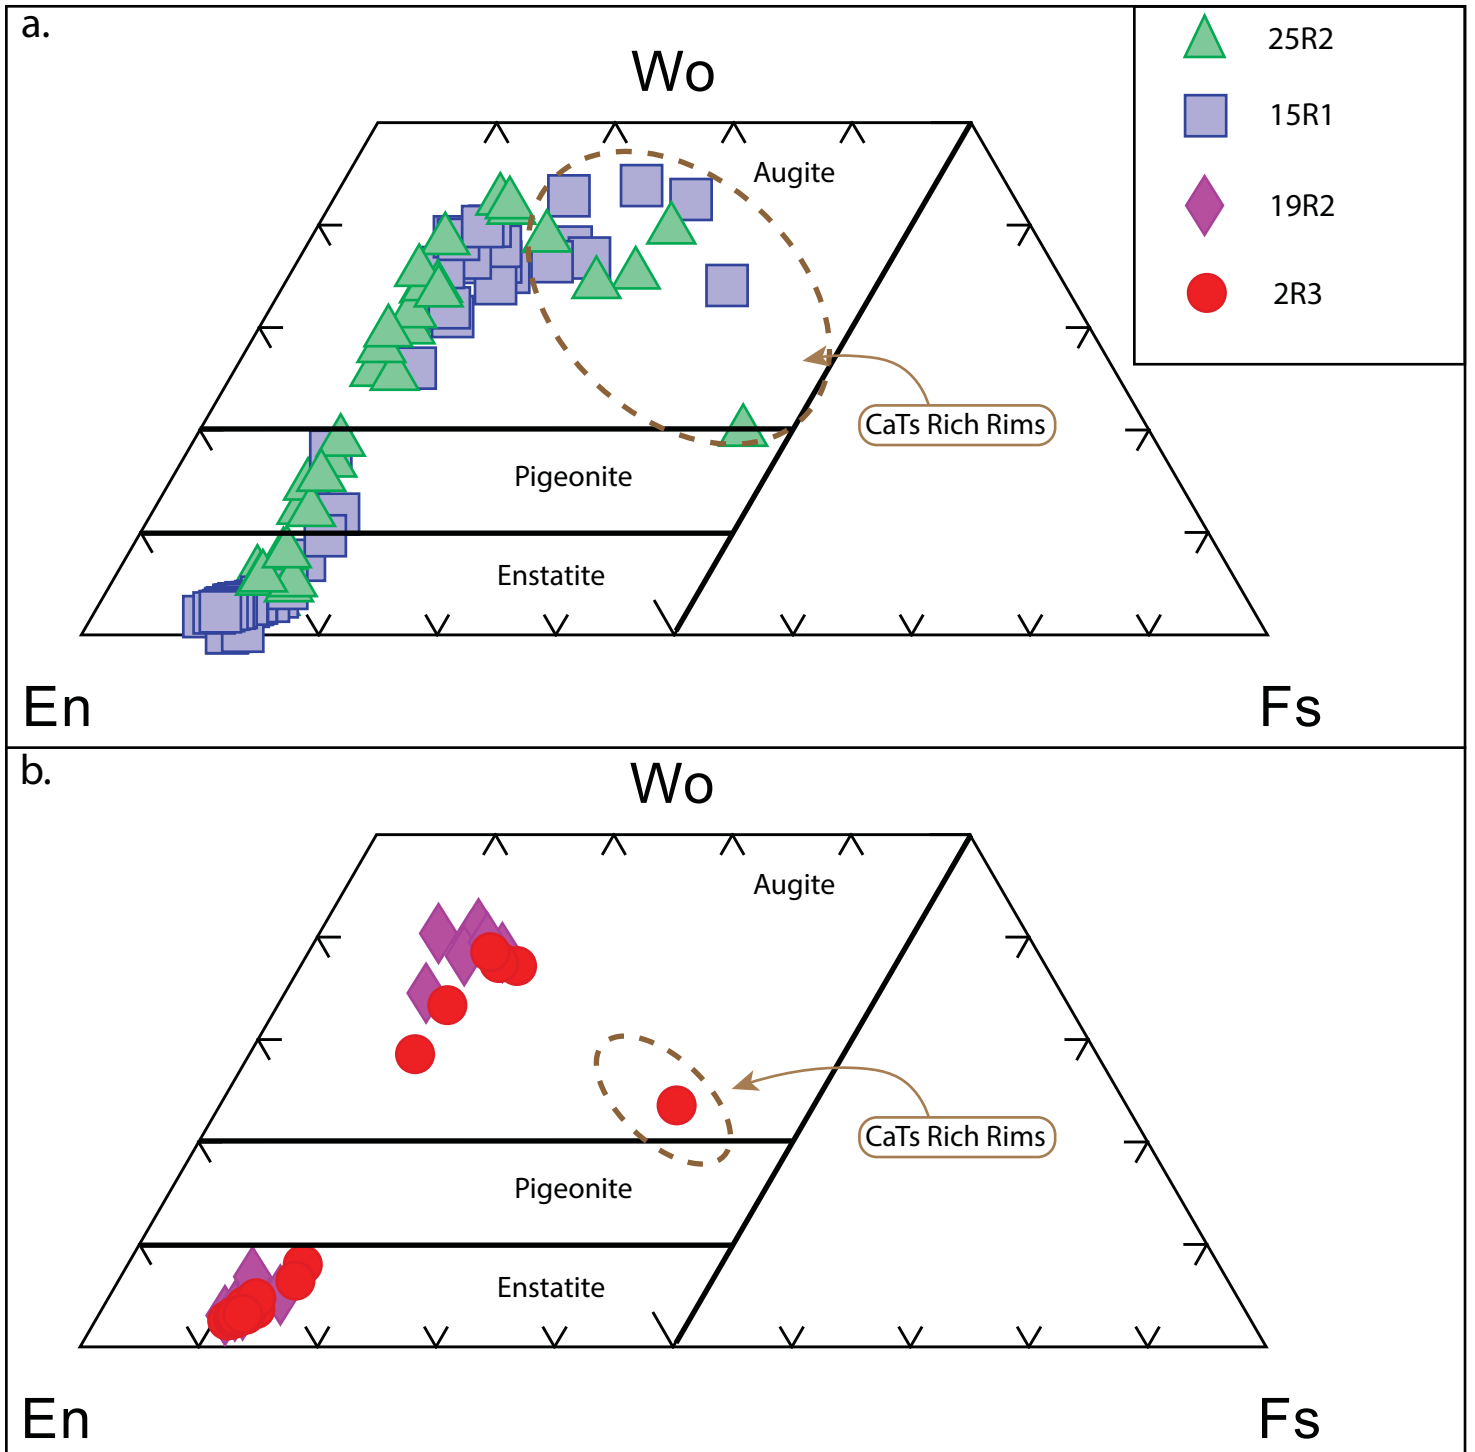 a.
Wo
25R2
15R1
19R2
2R3
Augite
CaTs Rich Rims
Pigeonite
Enstatite
En
Fs
b.
Wo
Augite
CaTs Rich Rims
Pigeonite
Enstatite
En
Fs